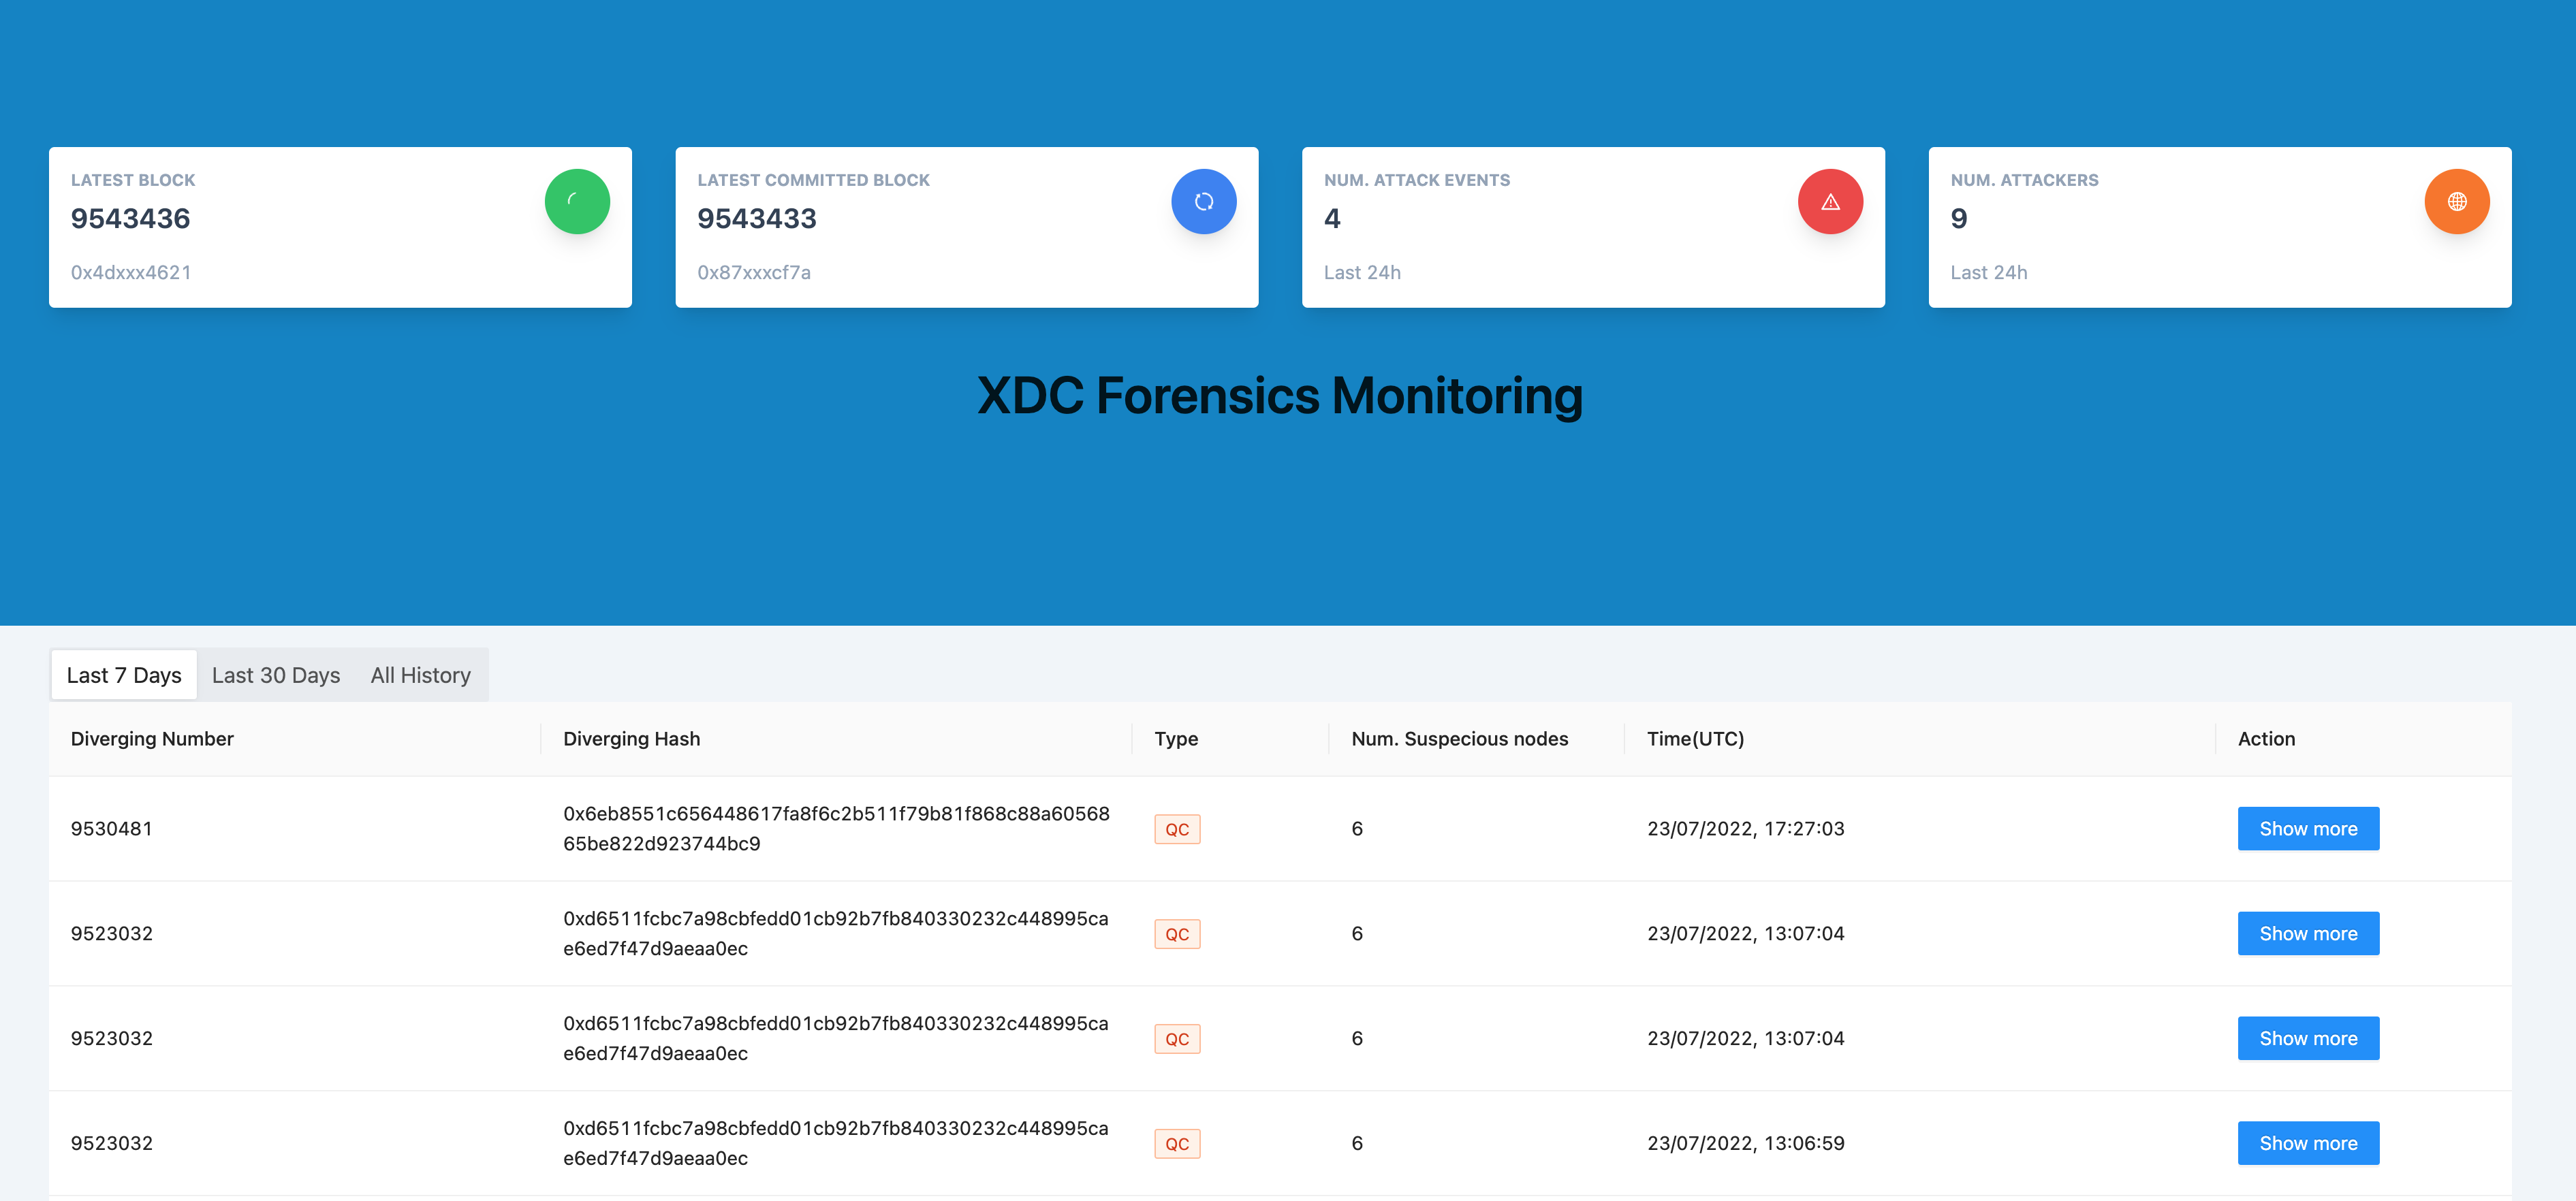 LATEST BLOCK
9543436
0x4dxxx4621
LATEST COMMITTED BLOCK
9543433
0x87xxxcf7a
NUM. ATTACK EVENTS
4
Last 24h
NUM. ATTACKERS
9
Last 24h
XDC Forensics Monitoring
Last 7 Days Last 30 Days All History
Diverging Number Diverging Hash Type Num. Suspecious nodes Time(UTC) Action
0x6eb8551c656448617fa8f6c2b511f79b81f868c88a60568
9530481 QC 6 23/07/2022, 17:27:03 Show more
65be822d923744bc9
0xd6511fcbc7a98cbfedd01cb92b7fb840330232c448995ca
9523032 QC 6 23/07/2022, 13:07:04 Show more
e6ed7f47d9aeaa0ec
0xd6511fcbc7a98cbfedd01cb92b7fb840330232c448995ca
9523032 QC 6 23/07/2022, 13:07:04 Show more
e6ed7f47d9aeaa0ec
0xd6511fcbc7a98cbfedd01cb92b7fb840330232c448995ca
9523032 QC 6 23/07/2022, 13:06:59 Show more
e6ed7f47d9aeaa0ec